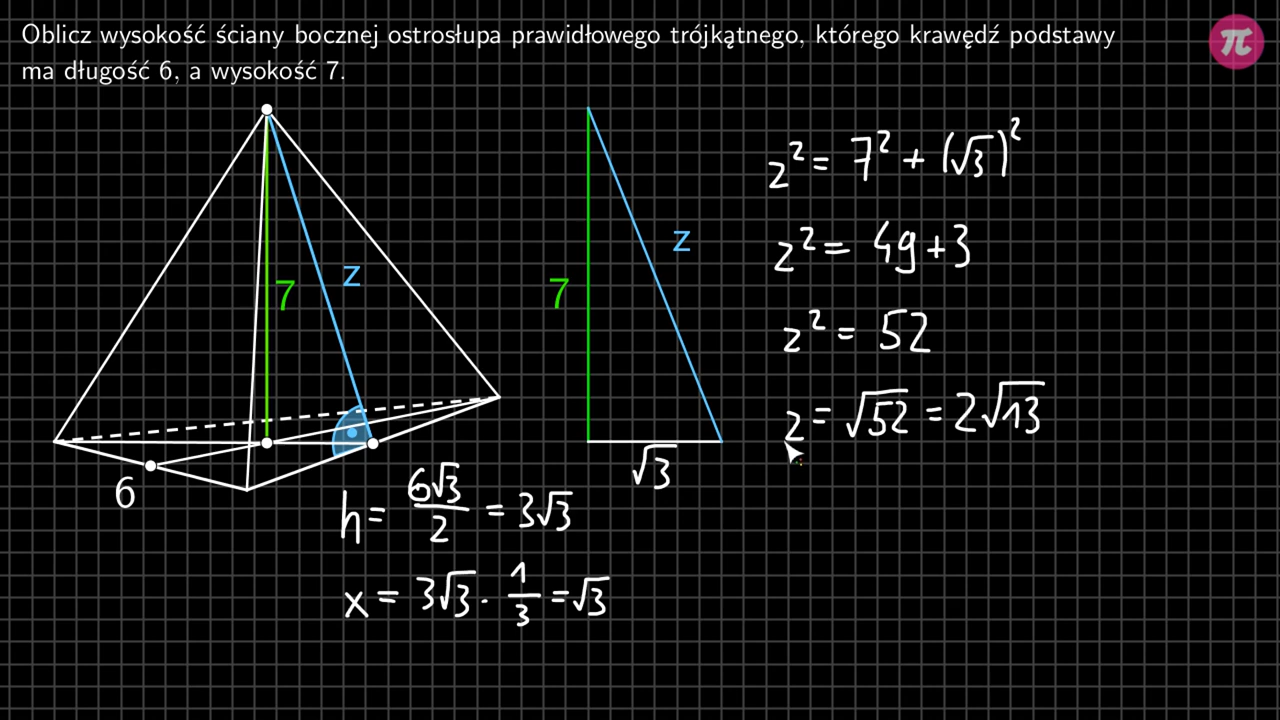 Oblicz wysokość ściany bocznej ostrosłupa prawidłowego trójkątnego, którego krawędź podstawy
ma długość 6, a wysokość 7.
π
7
z
6
h = 6√3/2 = 3√3
x = 3√3 · 1/3 = √3
7
z
√3
z² = 7² + (√3)²
z² = 49 + 3
z² = 52
z = √52 = 2√13